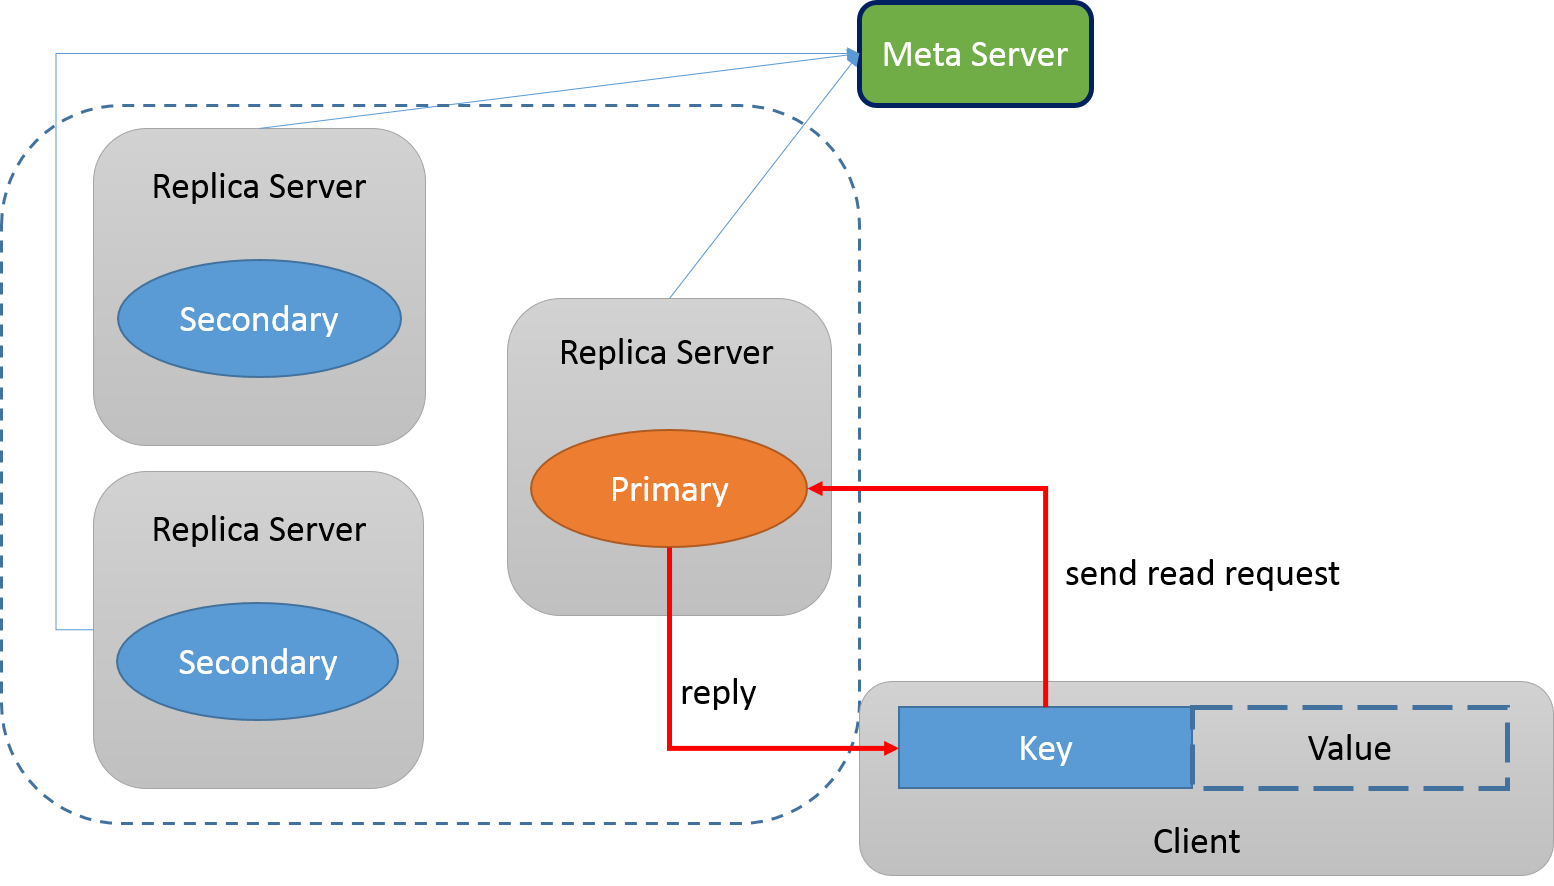 Meta Server
Replica Server
Secondary
Replica Server
Primary
Replica Server
Secondary
send read request
reply
Key
Value
Client